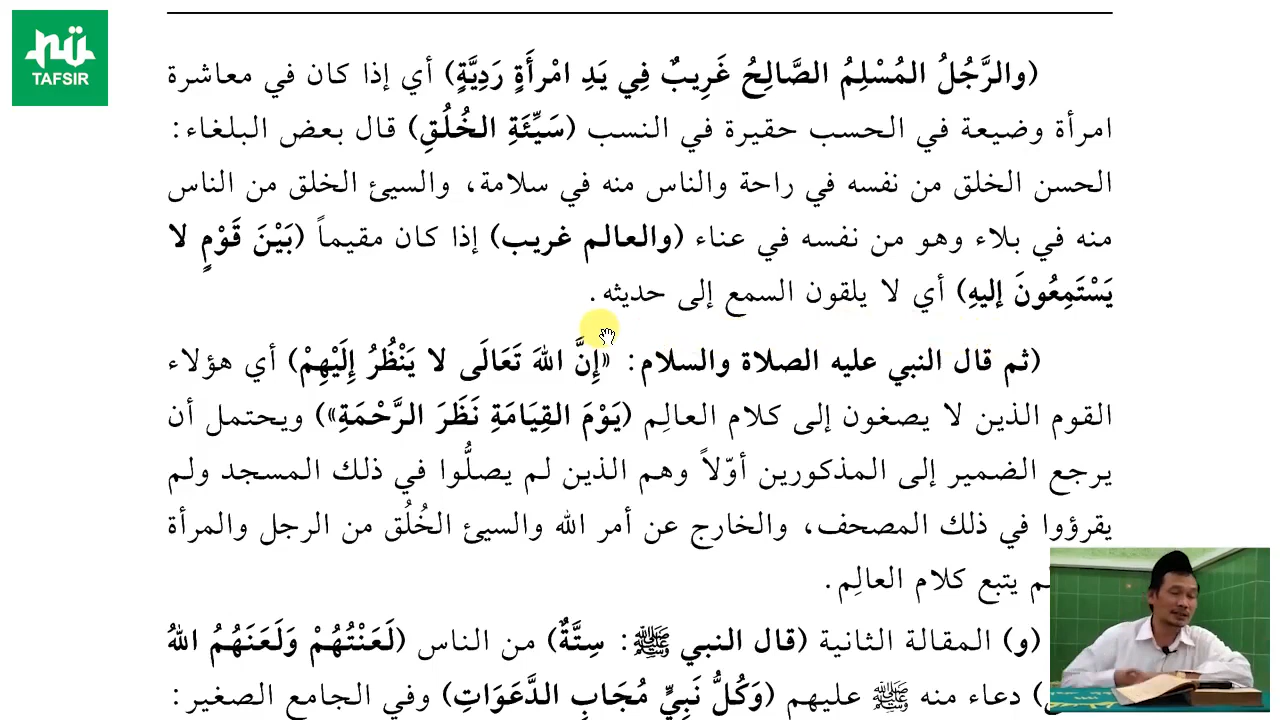 nü
TAFSIR
(والرَّجُلُ المُسْلِمُ الصَّالِحُ غَرِيبٌ فِي يَدِ امْرأَةٍ رَدِيَّةٍ) أي إذا كان في معاشرة
امرأة وضيعة في الحسب حقيرة في النسب (سَيِّئَةِ الخُلُقِ) قال بعض البلغاء:
الحسن الخلق من نفسه في راحة والناس منه في سلامة، والسيئ الخلق من الناس
منه في بلاء وهو من نفسه في عناء (والعالم غريب) إذا كان مقيماً (بَيْنَ قَوْمٍ لا
يَسْتَمِعُونَ إليهِ) أي لا يلقون السمع إلى حديثه.
(ثم قال النبي عليه الصلاة والسلام: «إِنَّ اللهَ تَعَالَى لا يَنْظُرُ إِلَيْهِمْ) أي هؤلاء
القوم الذين لا يصغون إلى كلام العالِم (يَوْمَ القِيَامَةِ نَظَرَ الرَّحْمَةِ») ويحتمل أن
يرجع الضمير إلى المذكورين أوّلاً وهم الذين لم يصلُّوا في ذلك المسجد ولم
يقرؤوا في ذلك المصحف، والخارج عن أمر الله والسيئ الخُلُق من الرجل والمرأة
يتبع كلام العالِم.
(و) المقالة الثانية (قال النبي ﷺ: سِتَّةٌ) من الناس (لَعَنْتُهُمْ وَلَعَنَهُمُ اللهُ
) دعاء منه ﷺ عليهم (وَكُلُّ نَبِيٍّ مُجَابِ الدَّعَوَاتِ) وفي الجامع الصغير: